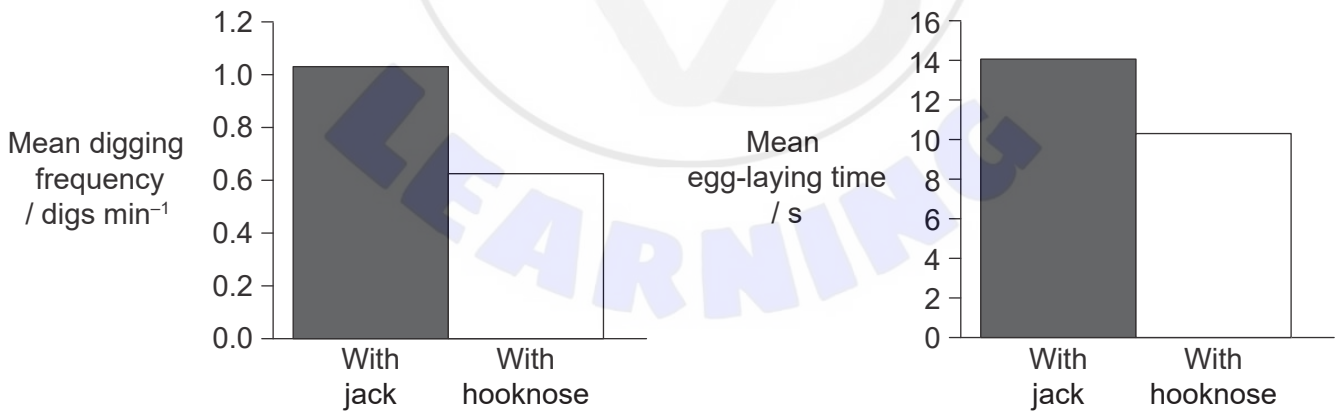 Mean digging
frequency
/ digs min⁻¹
1.2
1.0
0.8
0.6
0.4
0.2
0.0
With
jack
With
hooknose
Mean
egg-laying time
/ s
16
14
12
10
8
6
4
2
0
With
jack
With
hooknose
LEARNING